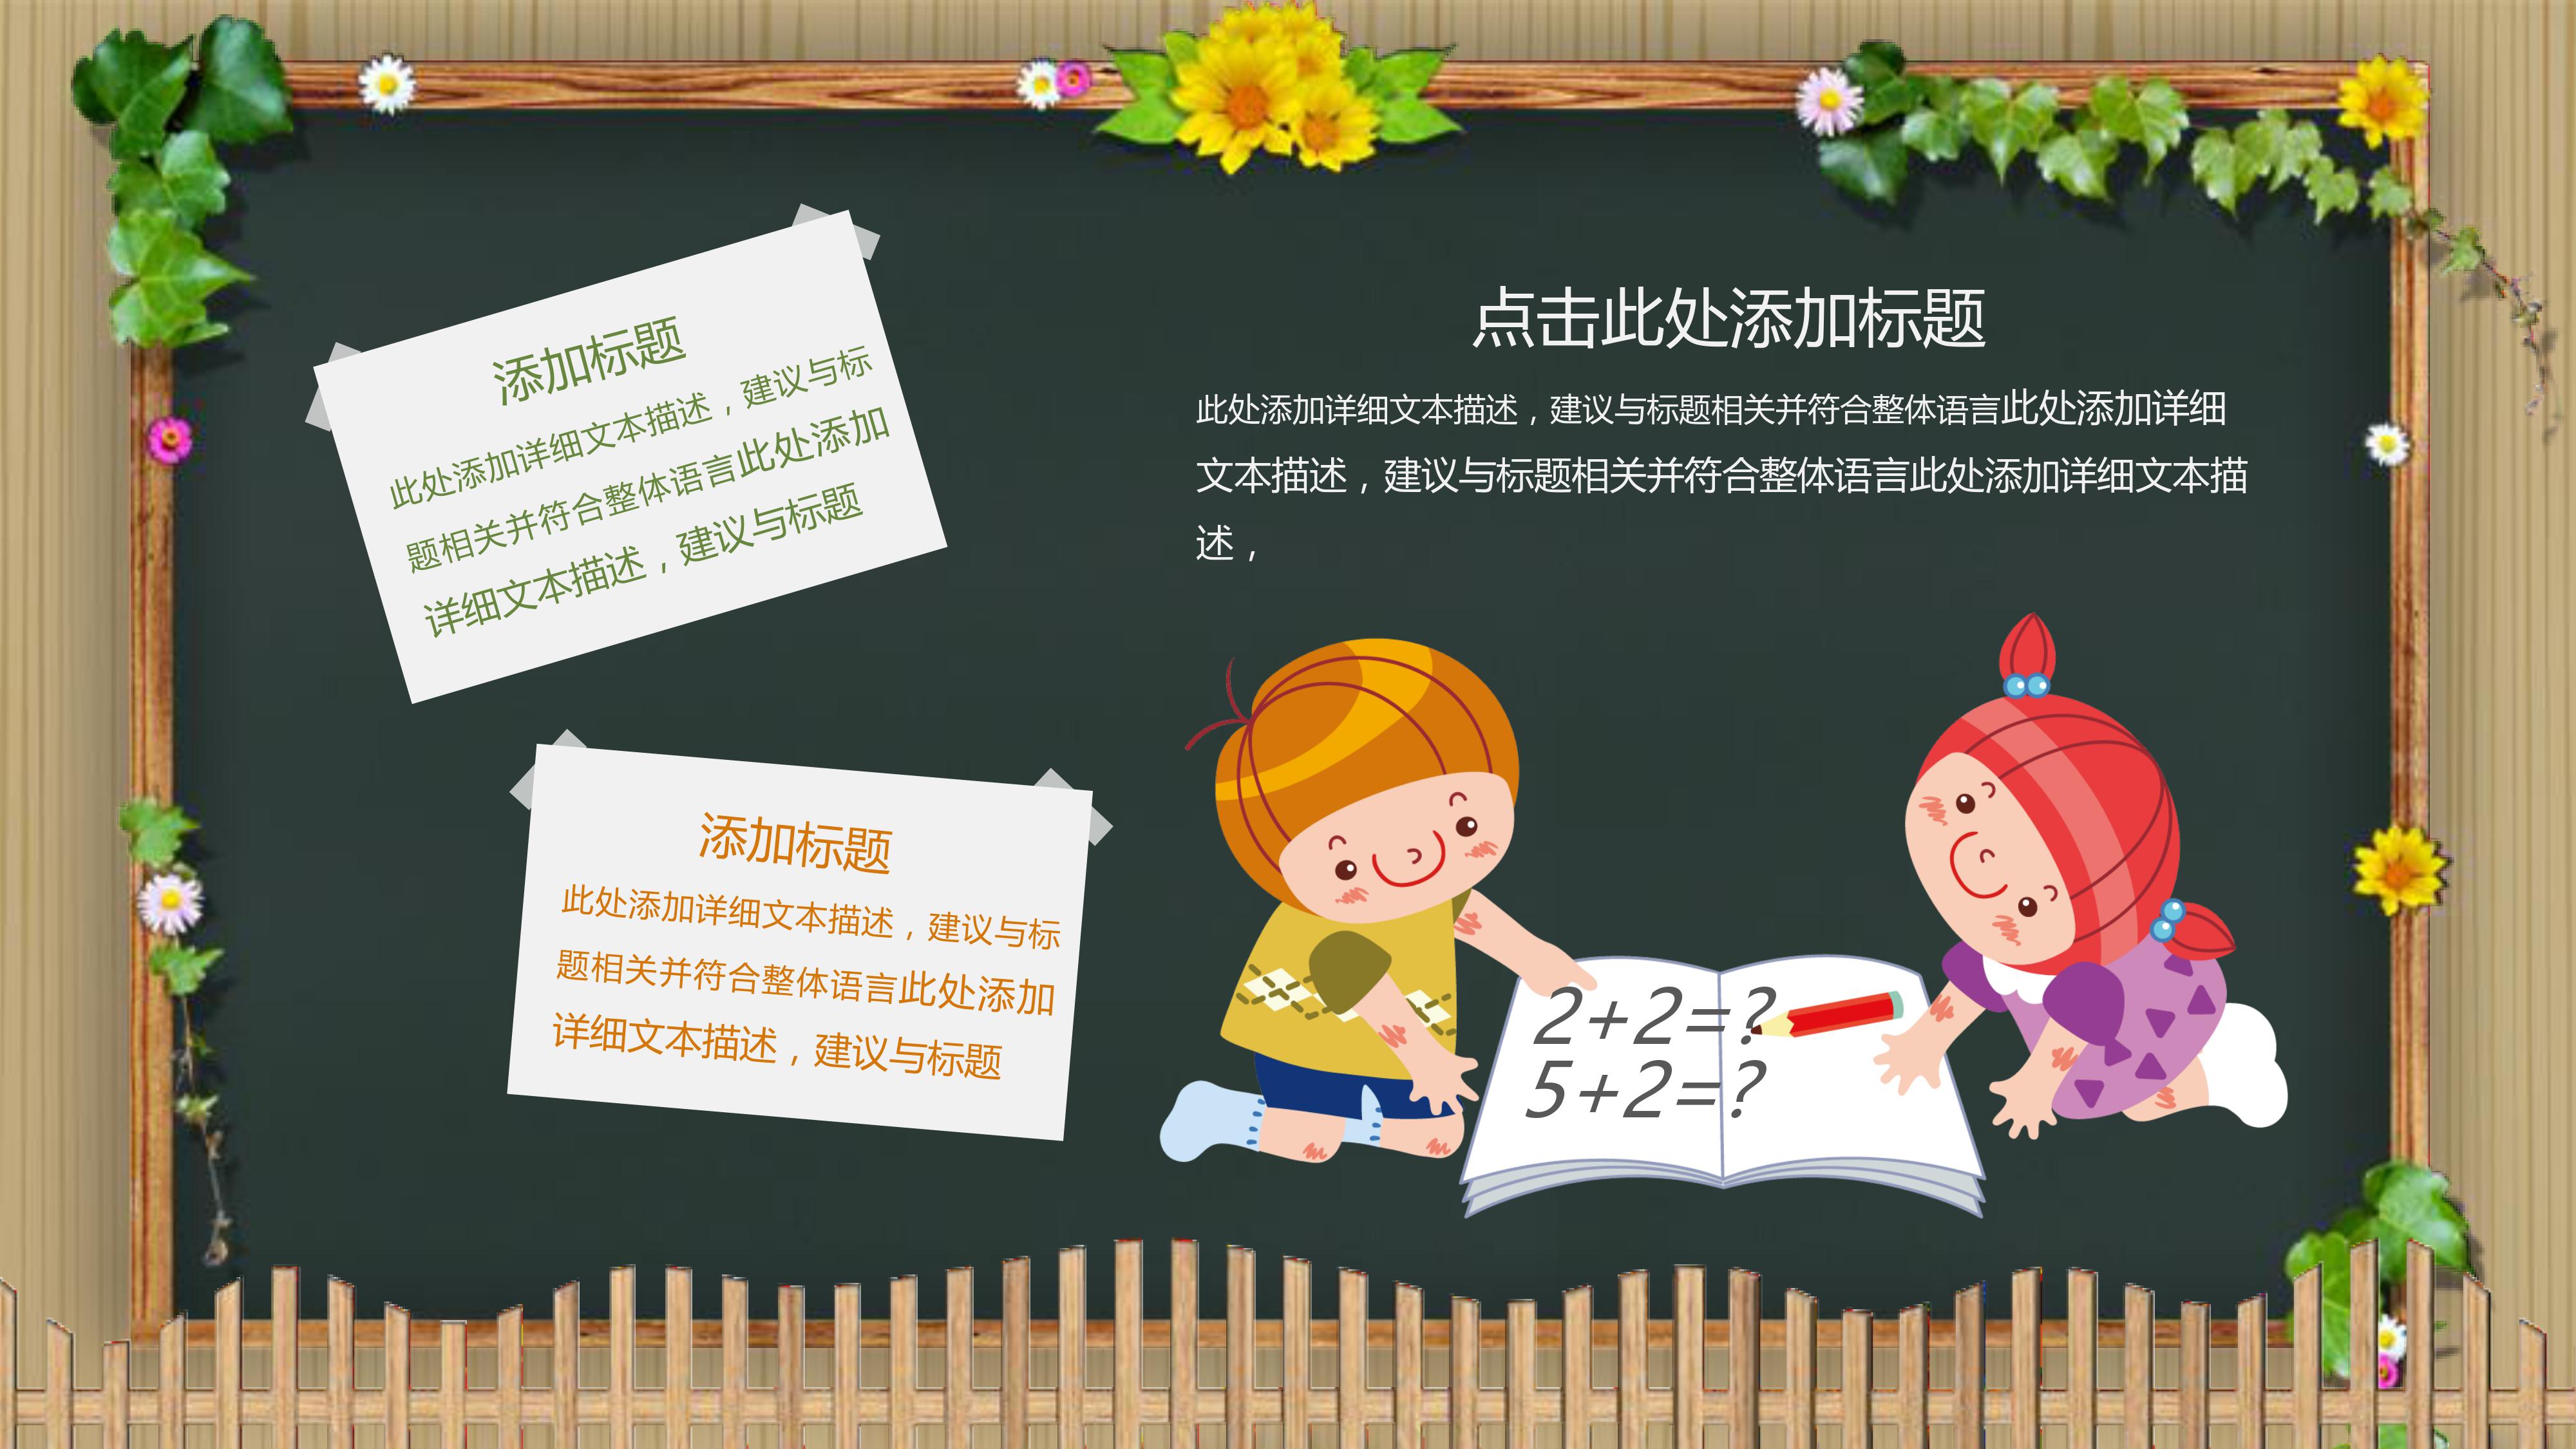 添加标题
此处添加详细文本描述，建议与标
题相关并符合整体语言此处添加
详细文本描述，建议与标题
点击此处添加标题
此处添加详细文本描述，建议与标题相关并符合整体语言此处添加详细
文本描述，建议与标题相关并符合整体语言此处添加详细文本描
述，
添加标题
此处添加详细文本描述，建议与标
题相关并符合整体语言此处添加
详细文本描述，建议与标题
2+2=?
5+2=?